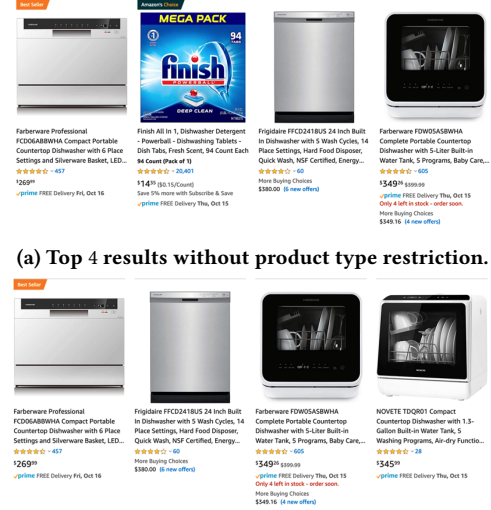 Best Seller
Amazon's Choice
MEGA PACK
94
TABS
finish
POWERBALL
DEEP CLEAN
Farberware Professional
FCD06ABBWHA Compact Portable
Countertop Dishwasher with 6 Place
Settings and Silverware Basket, LED...
457
$26999
prime FREE Delivery Fri, Oct 16
Finish All In 1, Dishwasher Detergent
- Powerball - Dishwashing Tablets -
Dish Tabs, Fresh Scent, 94 Count Each
94 Count (Pack of 1)
20,401
$1435 ($0.15/Count)
Save 5% more with Subscribe & Save
prime FREE Delivery Thu, Oct 15
Frigidaire FFCD2418US 24 Inch Built
In Dishwasher with 5 Wash Cycles, 14
Place Settings, Hard Food Disposer,
Quick Wash, NSF Certified, Energy...
60
More Buying Choices
$380.00 (6 new offers)
Farberware FDW05ASBWHA
Complete Portable Countertop
Dishwasher with 5-Liter Built-in
Water Tank, 5 Programs, Baby Care,...
605
$34926 $399.99
prime FREE Delivery Thu, Oct 15
Only 4 left in stock - order soon.
More Buying Choices
$349.16 (4 new offers)
(a) Top 4 results without product type restriction.
Best Seller
Farberware Professional
FCD06ABBWHA Compact Portable
Countertop Dishwasher with 6 Place
Settings and Silverware Basket, LED...
457
$26999
prime FREE Delivery Fri, Oct 16
Frigidaire FFCD2418US 24 Inch Built
In Dishwasher with 5 Wash Cycles, 14
Place Settings, Hard Food Disposer,
Quick Wash, NSF Certified, Energy...
60
More Buying Choices
$380.00 (6 new offers)
Farberware FDW05ASBWHA
Complete Portable Countertop
Dishwasher with 5-Liter Built-in
Water Tank, 5 Programs, Baby Care,...
605
$34926 $399.99
prime FREE Delivery Thu, Oct 15
Only 4 left in stock - order soon.
More Buying Choices
$349.16 (4 new offers)
NOVETE TDQR01 Compact
Countertop Dishwasher with 1.3-
Gallon Built-in Water Tank, 5
Washing Programs, Air-dry Functio...
28
$34599
prime FREE Delivery Thu, Oct 15